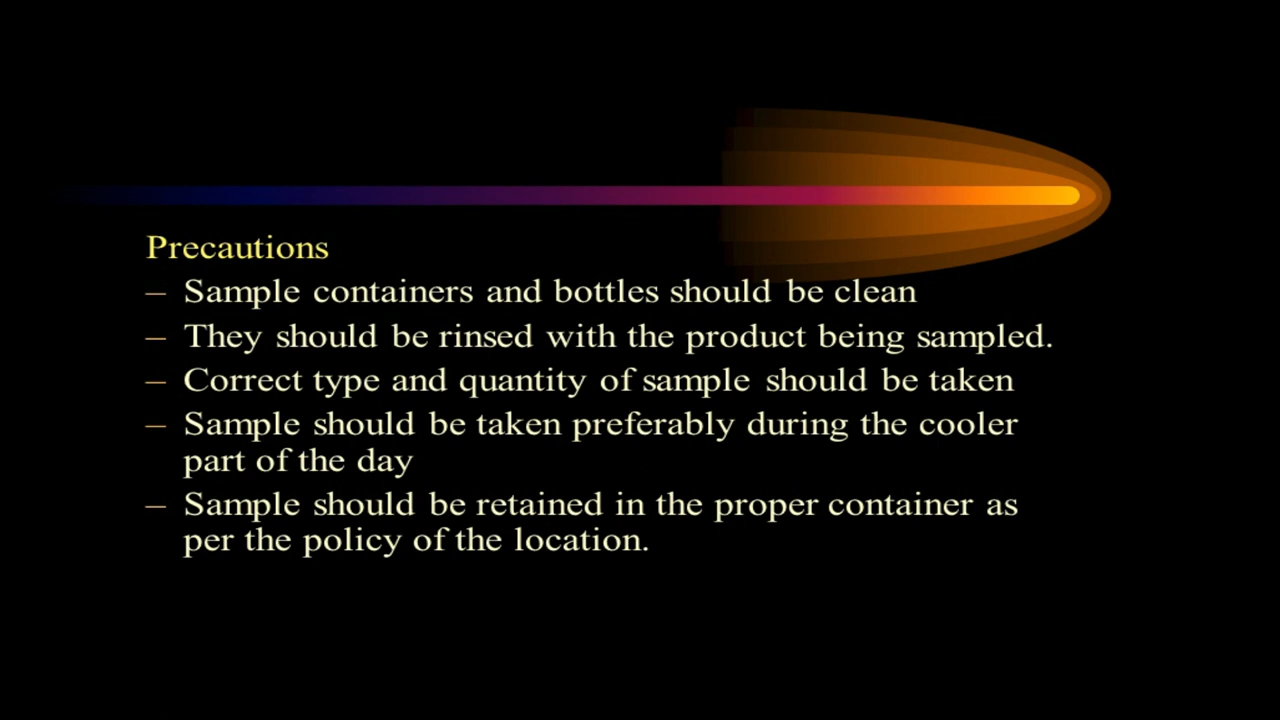 Precautions
– Sample containers and bottles should be clean
– They should be rinsed with the product being sampled.
– Correct type and quantity of sample should be taken
– Sample should be taken preferably during the cooler
part of the day
– Sample should be retained in the proper container as
per the policy of the location.